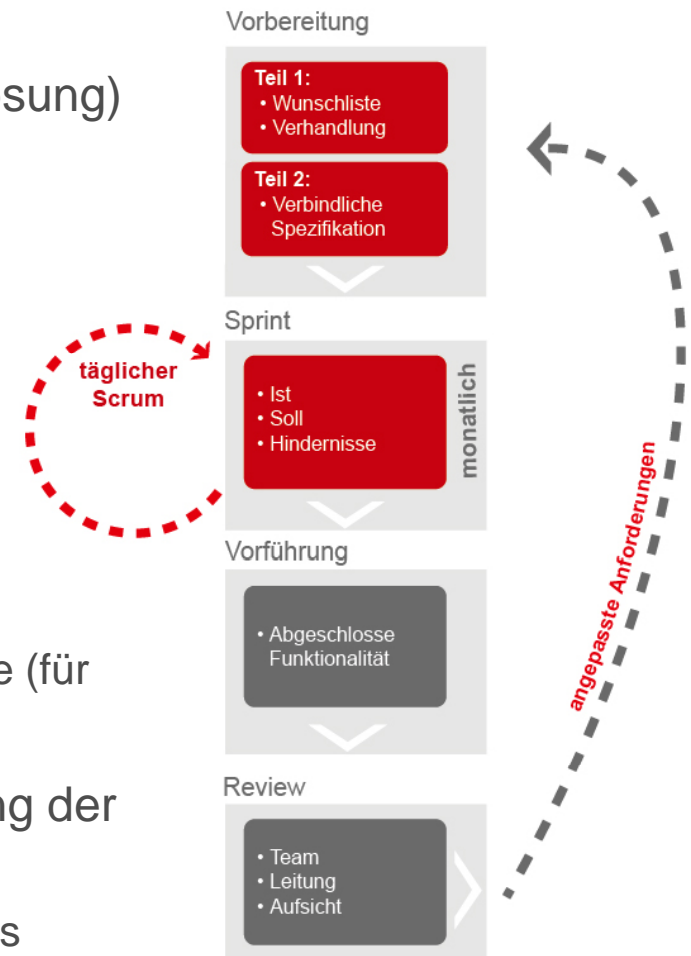 Vorbereitung
sung)
Teil 1:
• Wunschliste
• Verhandlung
Teil 2:
• Verbindliche
Spezifikation
Sprint
täglicher
Scrum
• Ist
• Soll
• Hindernisse
monatlich
angepasste Anforderungen
Vorführung
• Abgeschlosse
Funktionalität
e (für
Review
ng der
• Team
• Leitung
• Aufsicht
s